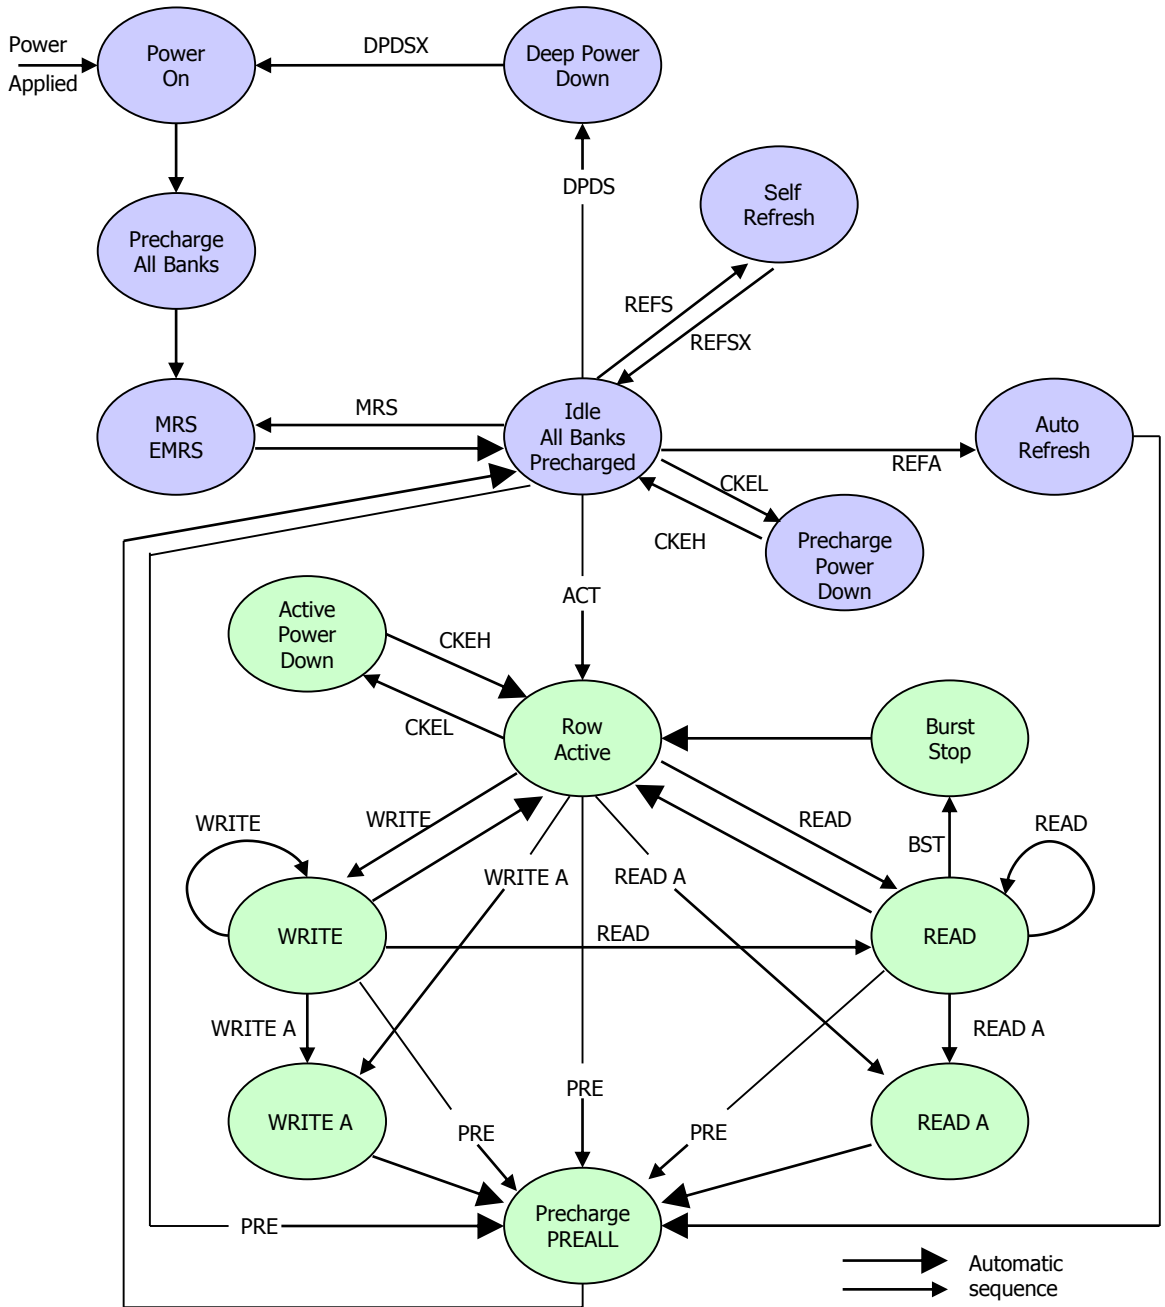 Power
Applied
Power
On
DPDSX
Deep Power
Down
DPDS
Self
Refresh
Precharge
All Banks
REFS
REFSX
MRS
EMRS
MRS
Idle
All Banks
Precharged
Auto
Refresh
REFA
CKEL
CKEH
Precharge
Power
Down
ACT
Active
Power
Down
CKEH
CKEL
Row
Active
Burst
Stop
WRITE
WRITE
READ
BST
READ
WRITE A
READ A
WRITE
READ
READ
WRITE A
READ A
WRITE A
PRE
PRE
PRE
READ A
PRE
Precharge
PREALL
Automatic
sequence